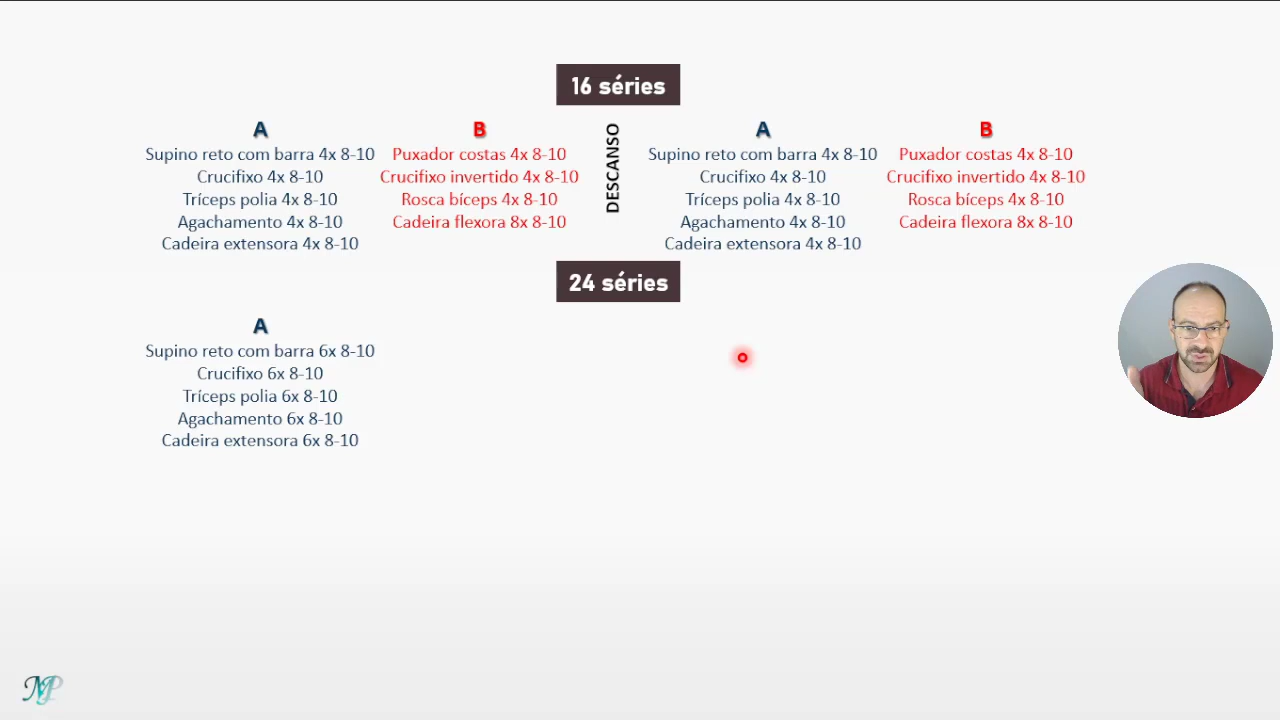 16 séries
A
Supino reto com barra 4x 8-10
Crucifixo 4x 8-10
Tríceps polia 4x 8-10
Agachamento 4x 8-10
Cadeira extensora 4x 8-10
B
Puxador costas 4x 8-10
Crucifixo invertido 4x 8-10
Rosca bíceps 4x 8-10
Cadeira flexora 8x 8-10
DESCANSO
A
Supino reto com barra 4x 8-10
Crucifixo 4x 8-10
Tríceps polia 4x 8-10
Agachamento 4x 8-10
Cadeira extensora 4x 8-10
B
Puxador costas 4x 8-10
Crucifixo invertido 4x 8-10
Rosca bíceps 4x 8-10
Cadeira flexora 8x 8-10
24 séries
A
Supino reto com barra 6x 8-10
Crucifixo 6x 8-10
Tríceps polia 6x 8-10
Agachamento 6x 8-10
Cadeira extensora 6x 8-10
MP